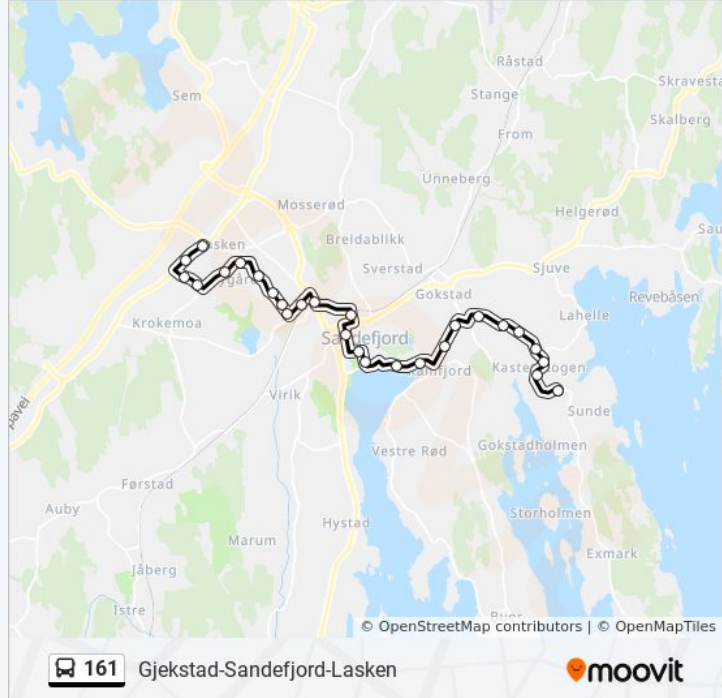 Råstad
Stange
Skravesta
Sem
Skalberg
From
Unneberg
Mosserød
Helgerød
Breidablikk
Sverstad
Sjuve
Gokstad
Revebåsen
Lahelle
Krokemoa
Sandefjord
Virik
Sunde
Vestre Rød
Gokstadholmen
Førstad
Auby
Storholmen
Hystad
Marum
Exmark
Jåberg
Istre
© OpenStreetMap contributors | © OpenMapTiles
161 Gjekstad-Sandefjord-Lasken
moovit